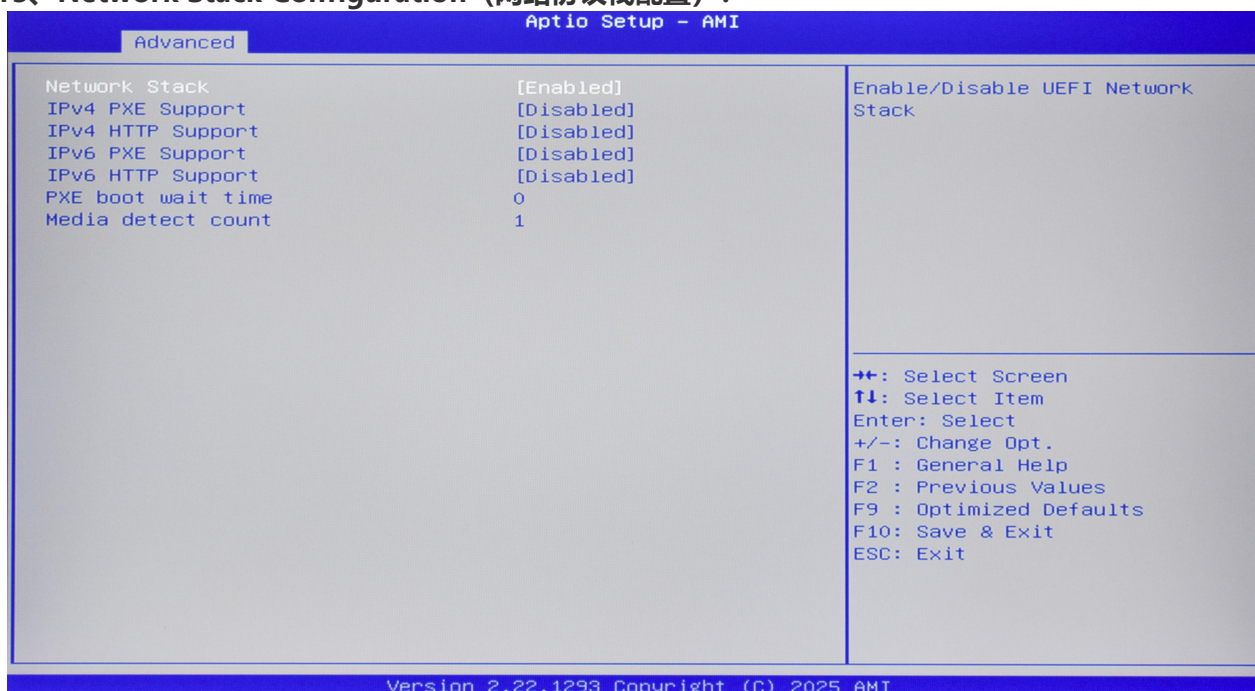 Network Stack Configuration
Aptio Setup – AMI
Advanced
Network Stack [Enabled]
IPv4 PXE Support [Disabled]
IPv4 HTTP Support [Disabled]
IPv6 PXE Support [Disabled]
IPv6 HTTP Support [Disabled]
PXE boot wait time 0
Media detect count 1
Enable/Disable UEFI Network
Stack
→←: Select Screen
↑↓: Select Item
Enter: Select
+/-: Change Opt.
F1 : General Help
F2 : Previous Values
F9 : Optimized Defaults
F10: Save & Exit
ESC: Exit
Version 2.22.1293 Copyright (C) 2025 AMI